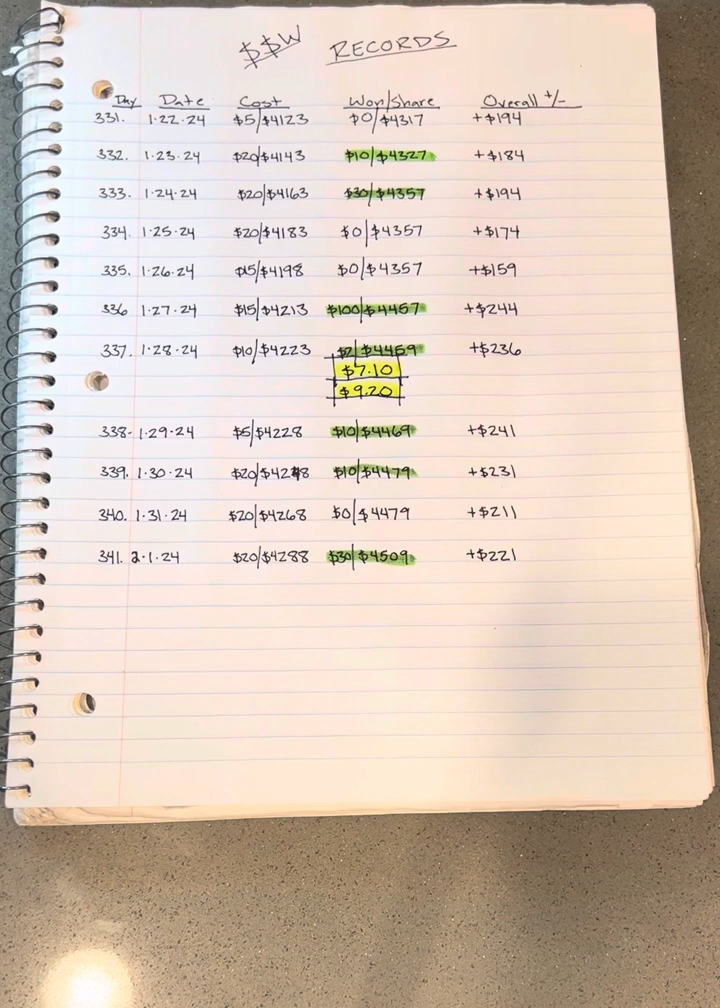 $$W RECORDS
Day Date Cost Won/Share Overall +/-
331. 1·22·24 $5/$4123 $0/$4317 +$194
332. 1·23·24 $20/$4143 $10/$4327 +$184
333. 1·24·24 $20/$4163 $30/$4357 +$194
334. 1·25·24 $20/$4183 $0/$4357 +$174
335. 1·26·24 $15/$4198 $0/$4357 +$159
336 1·27·24 $15/$4213 $100/$4457 +$244
337. 1·28·24 $10/$4223 $2/$4459 +$236
$7.10
$9.20
338- 1·29·24 $5/$4228 $10/$4469 +$241
339. 1·30·24 $20/$4248 $10/$4479 +$231
340. 1·31·24 $20/$4268 $0/$4479 +$211
341. 2·1·24 $20/$4288 $30/$4509 +$221